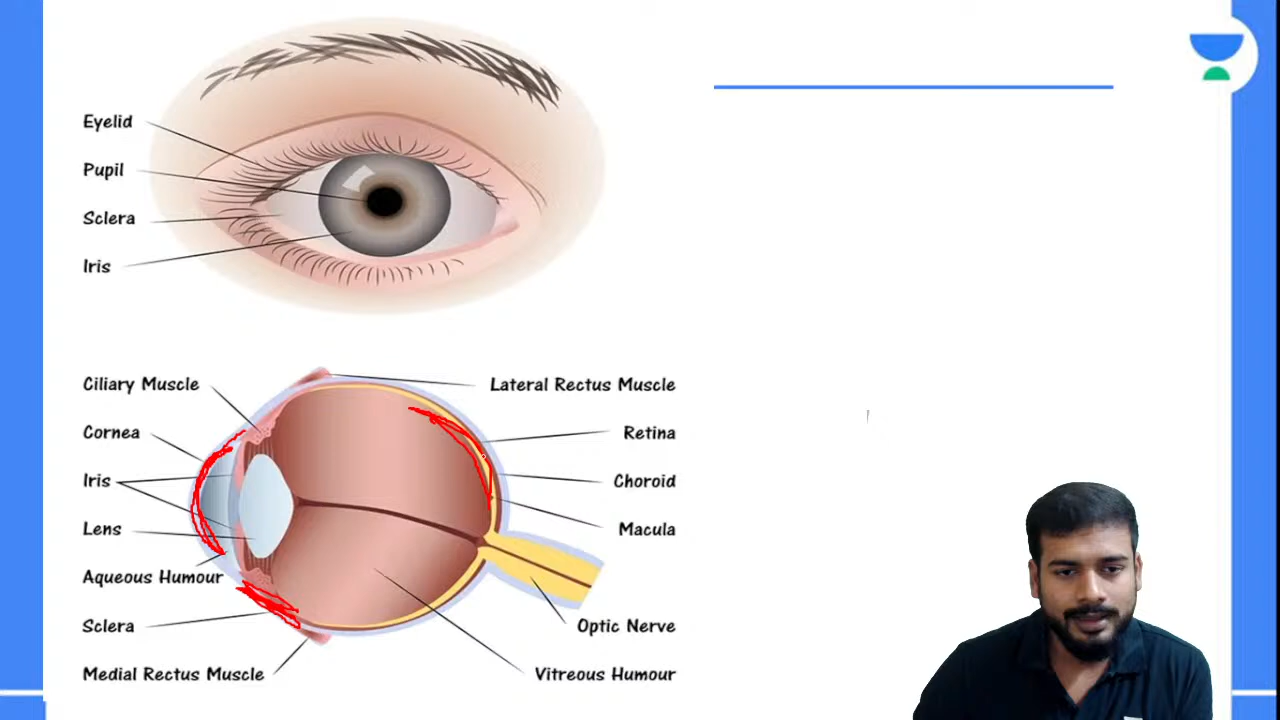 Eyelid
Pupil
Sclera
Iris
Ciliary Muscle
Cornea
Iris
Lens
Aqueous Humour
Sclera
Medial Rectus Muscle
Lateral Rectus Muscle
Retina
Choroid
Macula
Optic Nerve
Vitreous Humour